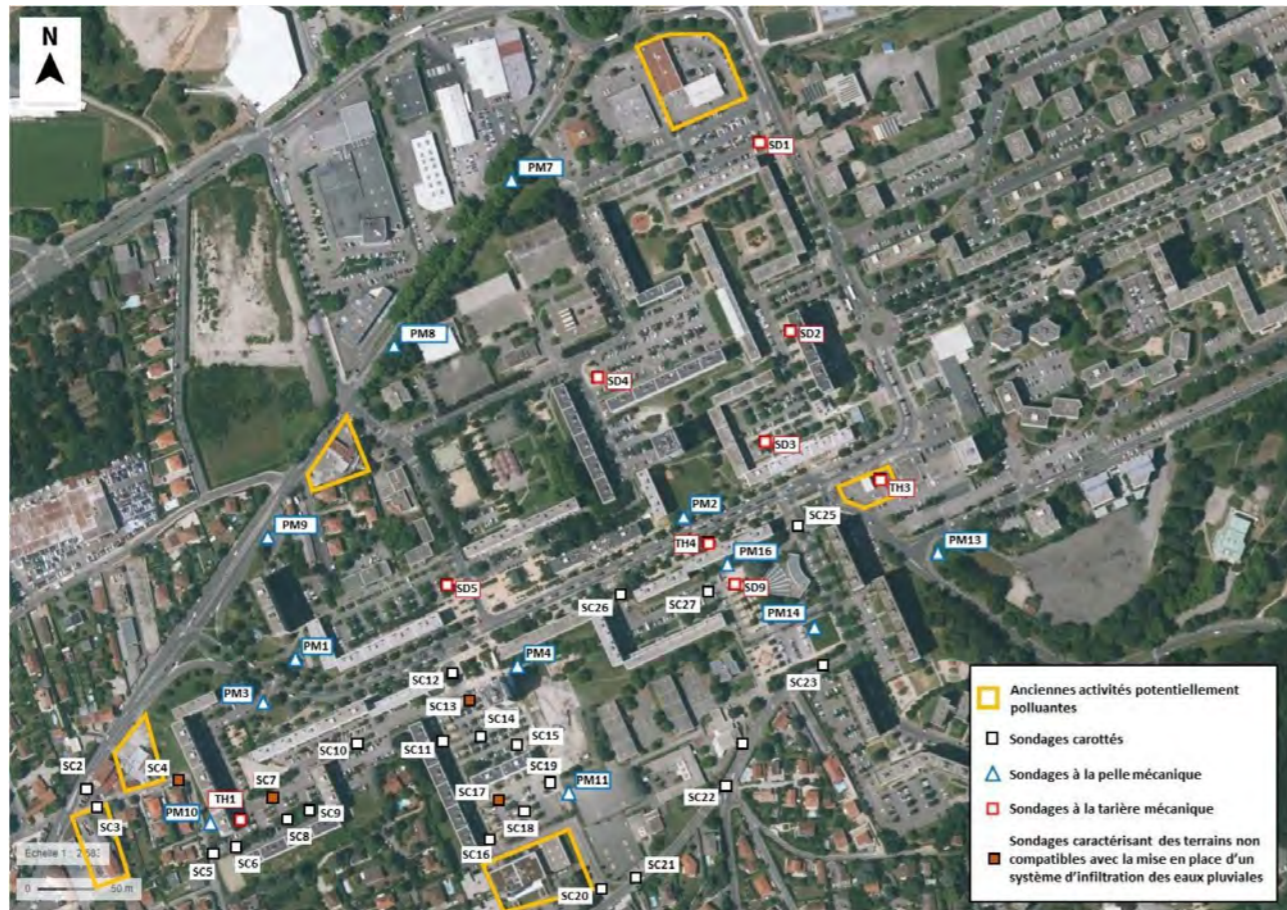 N
PM7
SD1
PM8
SD2
SD4
SD3
PM9
PM2
TH3
SC25
TH4
PM16
PM13
SD5
SD9
SC26
SC27
PM14
PM1
PM4
SC12
SC23
PM3
SC13
SC14
SC10
SC11
SC15
SC19
SC2
SC4
SC7
SC17
PM11
SC22
TH1
SC9
SC3
PM10
SC8
SC18
SC16
SC5
SC6
SC21
SC20
0 50 m
Anciennes activités potentiellement
polluantes
Sondages carottés
Sondages à la pelle mécanique
Sondages à la tarière mécanique
Sondages caractérisant des terrains non
compatibles avec la mise en place d'un
système d'infiltration des eaux pluviales